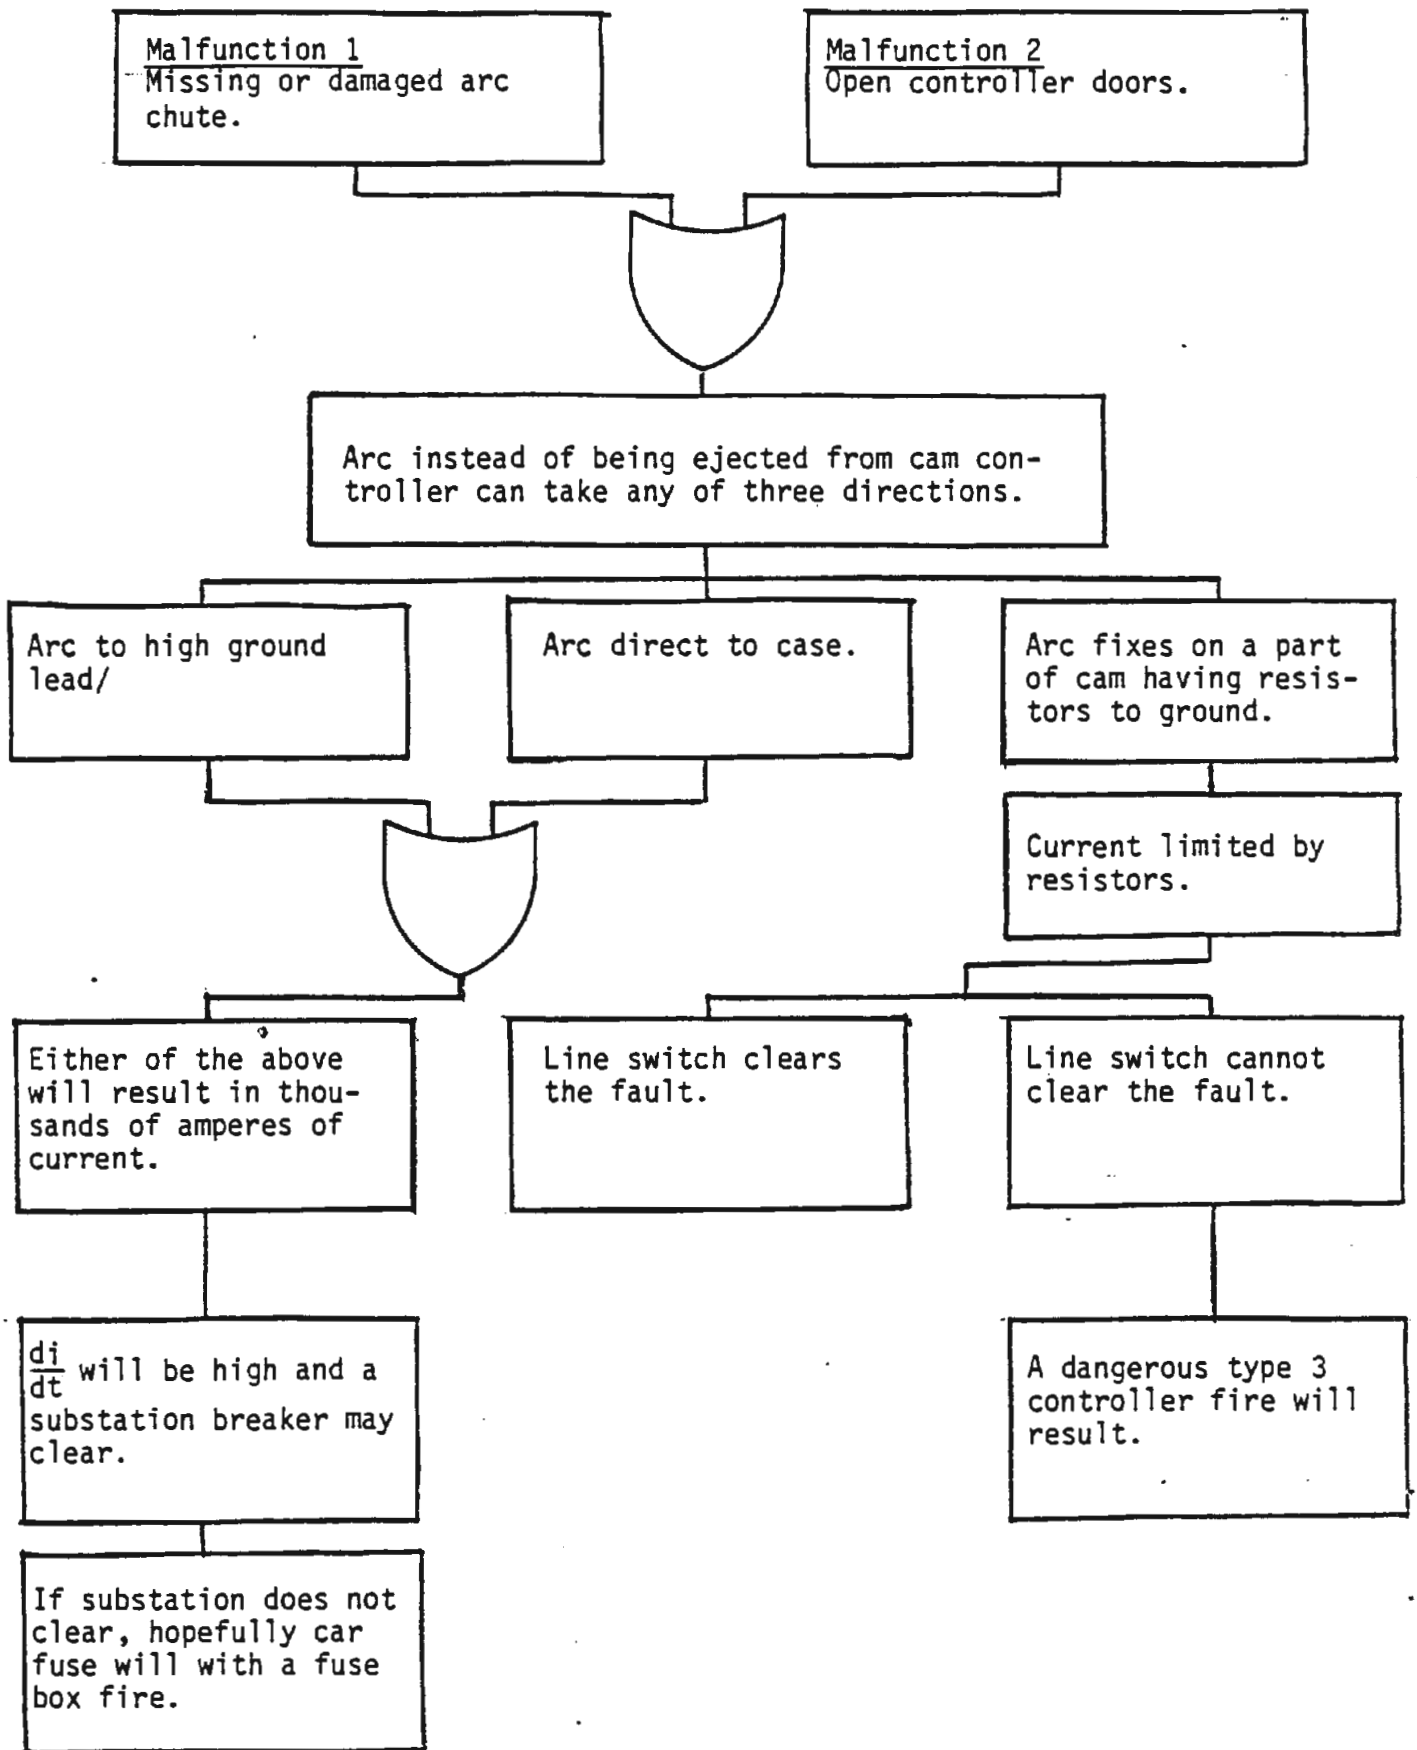 Malfunction 1
Missing or damaged arc
chute.
Malfunction 2
Open controller doors.
Arc instead of being ejected from cam con-
troller can take any of three directions.
Arc to high ground
lead/
Arc direct to case.
Arc fixes on a part
of cam having resis-
tors to ground.
Current limited by
resistors.
Either of the above
will result in thou-
sands of amperes of
current.
Line switch clears
the fault.
Line switch cannot
clear the fault.
di
dt will be high and a
substation breaker may
clear.
A dangerous type 3
controller fire will
result.
If substation does not
clear, hopefully car
fuse will with a fuse
box fire.